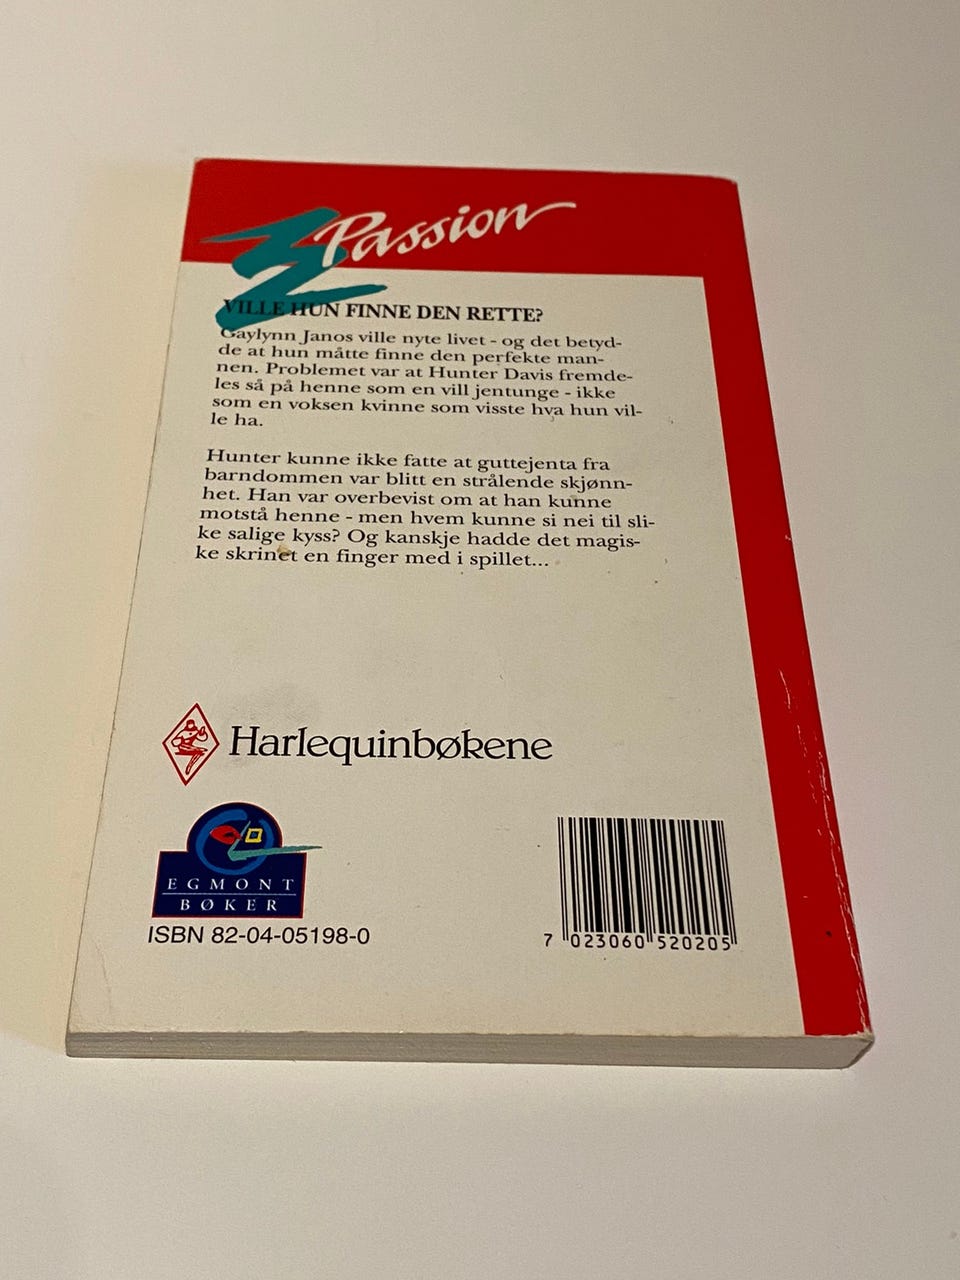 Passion
VILLE HUN FINNE DEN RETTE?
Gaylynn Janos ville nyte livet - og det betyd-
de at hun måtte finne den perfekte man-
nen. Problemet var at Hunter Davis fremde-
les så på henne som en vill jentunge - ikke
som en voksen kvinne som visste hva hun vil-
le ha.
Hunter kunne ikke fatte at guttejenta fra
barndommen var blitt en strålende skjønn-
het. Han var overbevist om at han kunne
motstå henne - men hvem kunne si nei til sli-
ke salige kyss? Og kanskje hadde det magis-
ke skrinet en finger med i spillet...
Harlequinbøkene
EGMONT
BØKER
ISBN 82-04-05198-0
7 023060 520205